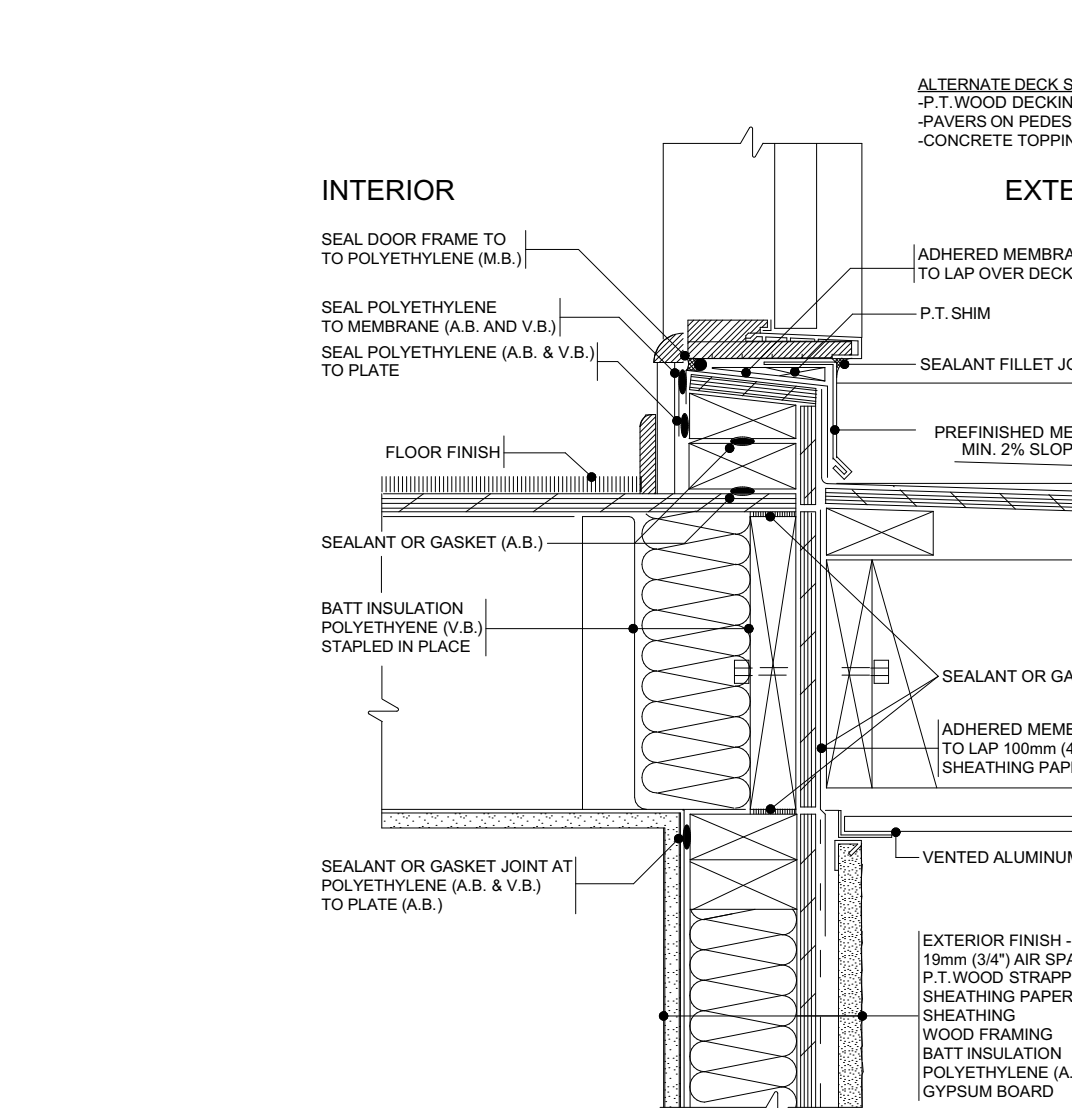 ALTERNATE DECK S
-P.T. WOOD DECKIN
-PAVERS ON PEDES
-CONCRETE TOPPIN
INTERIOR
EXTE
SEAL DOOR FRAME TO
TO POLYETHYLENE (M.B.)
ADHERED MEMBRA
TO LAP OVER DECK
SEAL POLYETHYLENE
TO MEMBRANE (A.B. AND V.B.)
P.T. SHIM
SEAL POLYETHYLENE (A.B. & V.B.)
TO PLATE
SEALANT FILLET JO
FLOOR FINISH
PREFINISHED ME
MIN. 2% SLOP
SEALANT OR GASKET (A.B.)
BATT INSULATION
POLYETHYENE (V.B.)
STAPLED IN PLACE
SEALANT OR GA
ADHERED MEME
TO LAP 100mm (4
SHEATHING PAP
VENTED ALUMINUM
SEALANT OR GASKET JOINT AT
POLYETHYLENE (A.B. & V.B.)
TO PLATE (A.B.)
EXTERIOR FINISH -
19mm (3/4") AIR SPA
P.T. WOOD STRAPP
SHEATHING PAPER
SHEATHING
WOOD FRAMING
BATT INSULATION
POLYETHYLENE (A.
GYPSUM BOARD